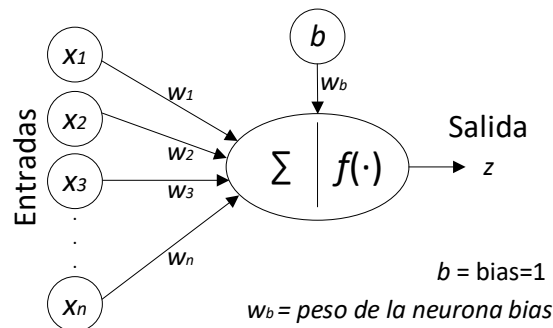 b
x1
w1
wb
x2
w2
Entradas
Σ
f(·)
Salida
z
x3
w3
.
.
.
wn
xn
b = bias=1
wb = peso de la neurona bias